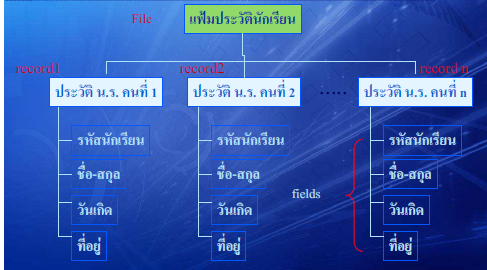 File แฟ้มประวัตินักเรียน
record1 record2 record n
ประวัติ น.ร. คนที่ 1 ประวัติ น.ร. คนที่ 2 ..... ประวัติ น.ร. คนที่ n
รหัสนักเรียน รหัสนักเรียน รหัสนักเรียน
ชื่อ-สกุล ชื่อ-สกุล ชื่อ-สกุล
fields
วันเกิด วันเกิด วันเกิด
ที่อยู่ ที่อยู่ ที่อยู่